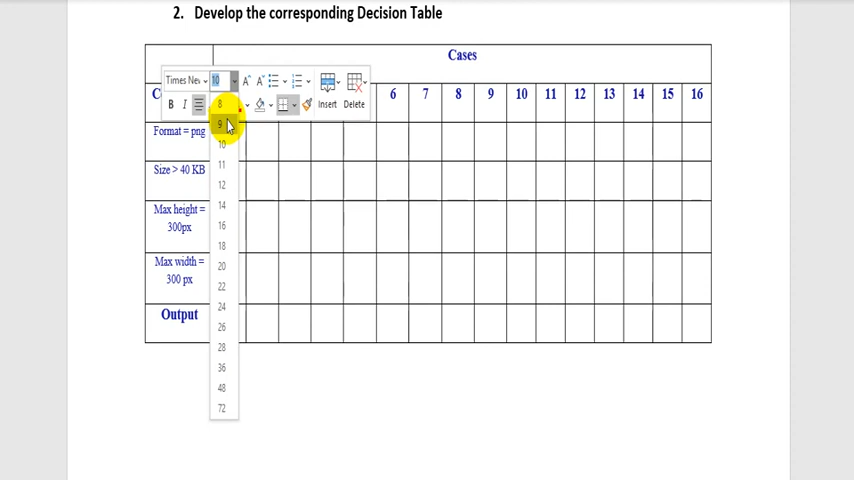 2. Develop the corresponding Decision Table
Cases
Times Nev 10 A A
C B I 8 Insert Delete 6 7 8 9 10 11 12 13 14 15 16
Format = png
Size > 40 KB
Max height =
300px
Max width =
300 px
Output
9
10
11
12
14
16
18
20
22
24
26
28
36
48
72